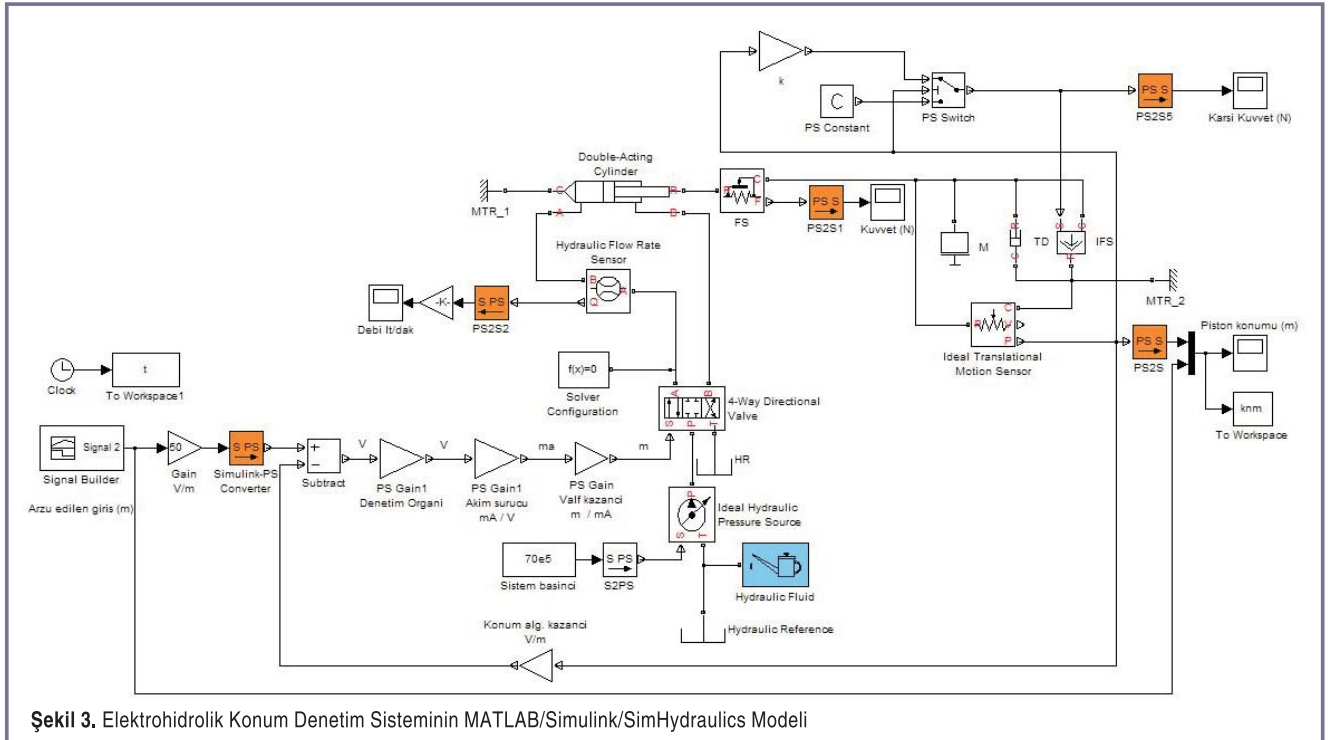 k
C
PS Constant
PS Switch
PS S
PS2S5
Karsi Kuvvet (N)
Double-Acting
Cylinder
MTR_1
C
R
A
B
R
C
F
FS
PS S
PS2S1
Kuvvet (N)
M
R
C
TD
S
C
R
IFS
MTR_2
Hydraulic Flow Rate
Sensor
B
A
Q
Debi lt/dak
-K-
S PS
PS2S2
R
C
V
P
Ideal Translational
Motion Sensor
PS S
PS2S
Piston konumu (m)
knm
To Workspace
Clock
t
To Workspace1
f(x)=0
Solver
Configuration
A
B
S
P
T
4-Way Directional
Valve
HR
Signal 2
Signal Builder
Arzu edilen giris (m)
50
Gain
V/m
S PS
Simulink-PS
Converter
+
−
Subtract
V
PS Gain1
Denetim Organi
V
PS Gain1
Akim surucu
mA / V
ma
PS Gain
Valf kazanci
m / mA
m
P
S
T
Ideal Hydraulic
Pressure Source
70e5
Sistem basinci
S PS
S2PS
Hydraulic Fluid
Hydraulic Reference
Konum alg. kazanci
V/m
Şekil 3. Elektrohidrolik Konum Denetim Sisteminin MATLAB/Simulink/SimHydraulics Modeli